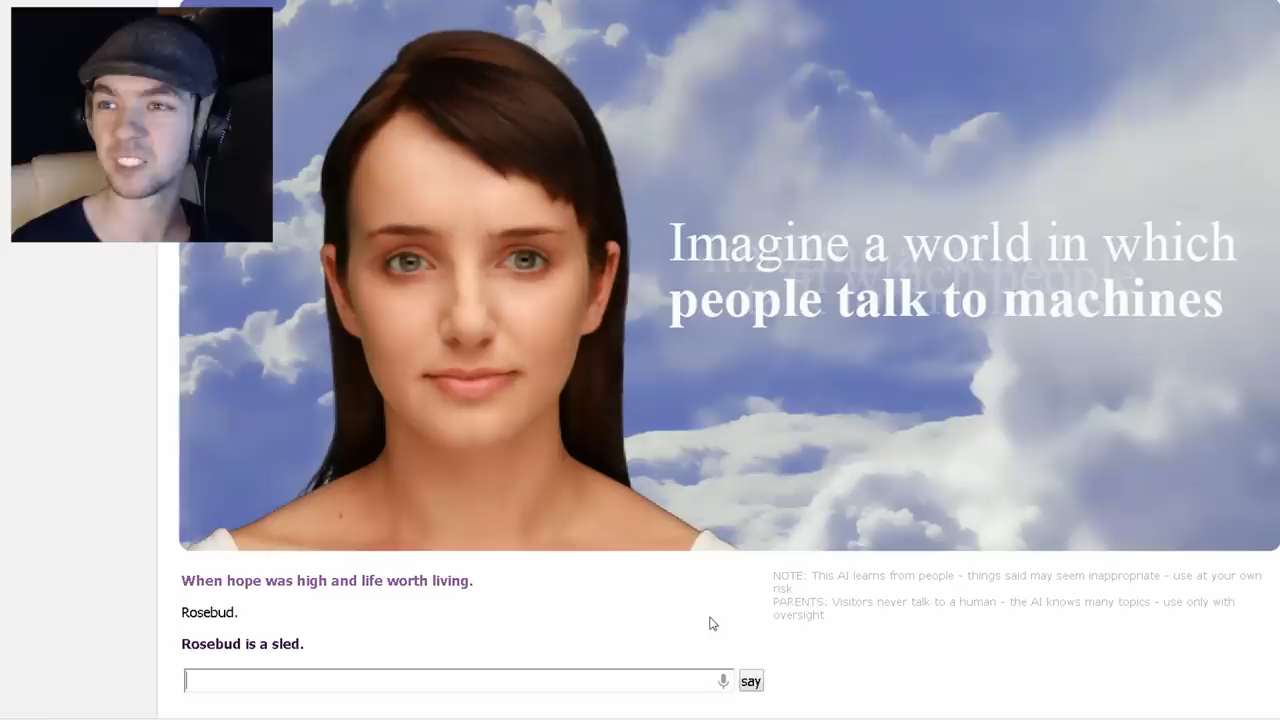 Imagine a world in which
people talk to machines
When hope was high and life worth living.
Rosebud.
Rosebud is a sled.
say
NOTE: This AI learns from people - things said may seem inappropriate - use at your own
risk
PARENTS: Visitors never talk to a human - the AI knows many topics - use only with
oversight